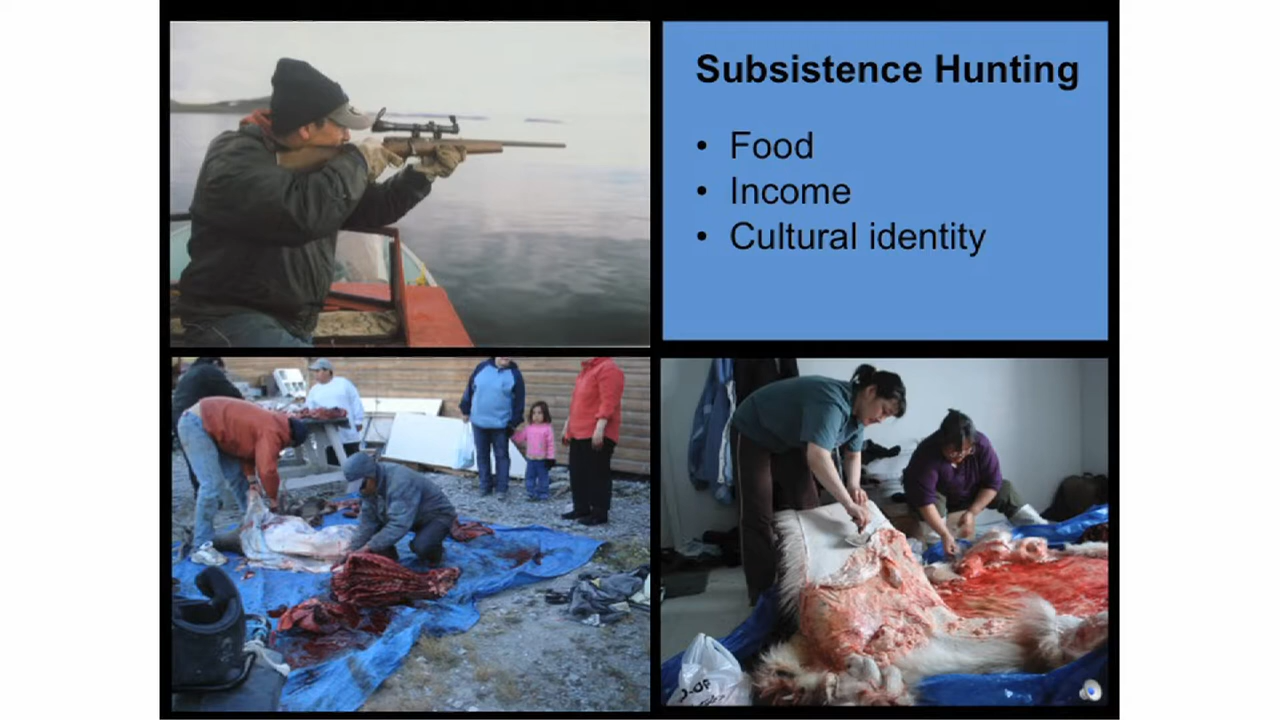 Subsistence Hunting
• Food
• Income
• Cultural identity